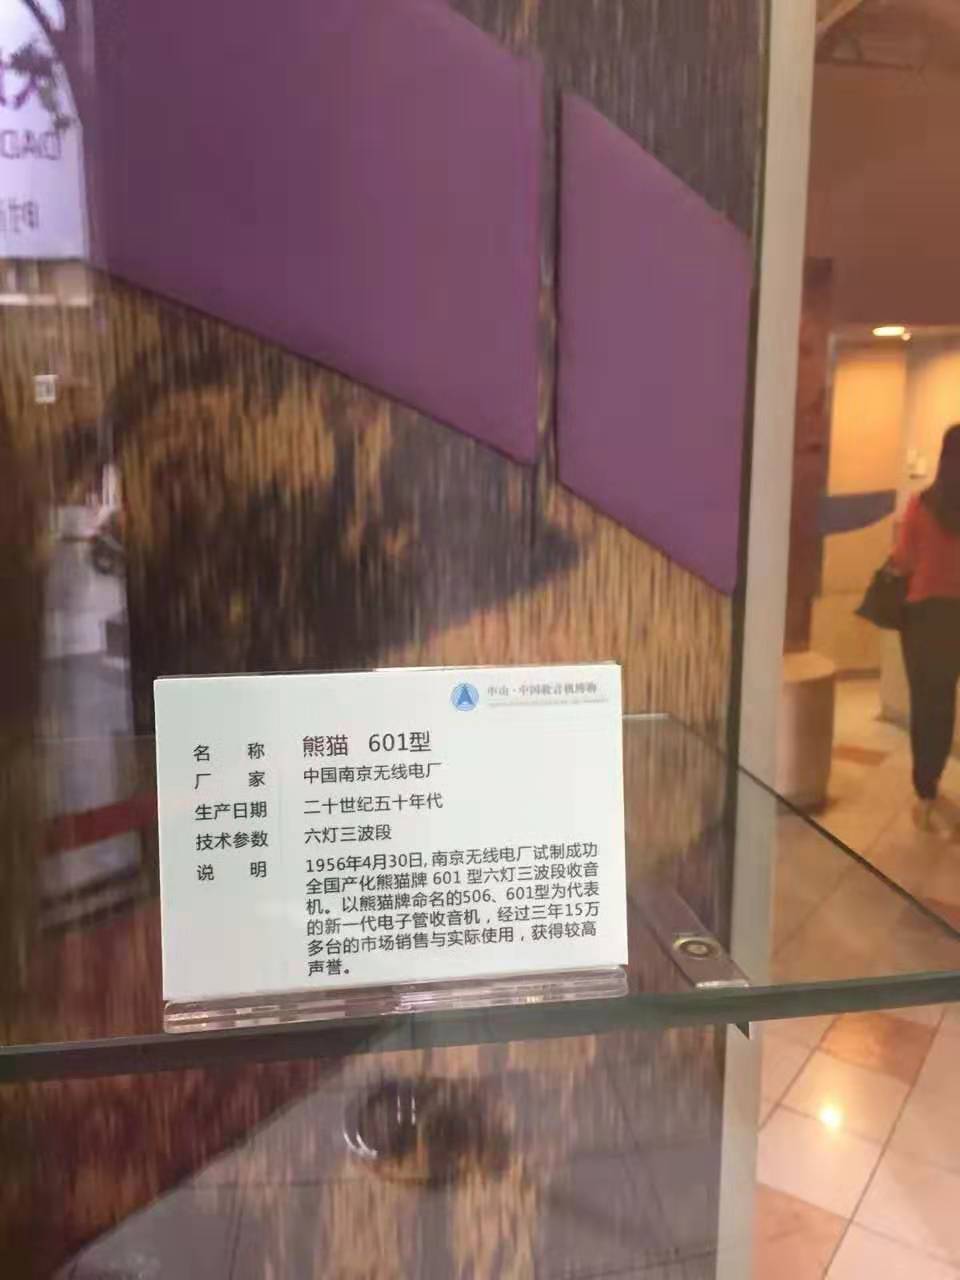 中山·中国收音机博物
名 称 熊猫 601型
厂 家 中国南京无线电厂
生产日期 二十世纪五十年代
技术参数 六灯三波段
说 明 1956年4月30日,南京无线电厂试制成功
全国产化熊猫牌 601 型六灯三波段收音
机。以熊猫牌命名的506、601型为代表
的新一代电子管收音机，经过三年15万
多台的市场销售与实际使用，获得较高
声誉。